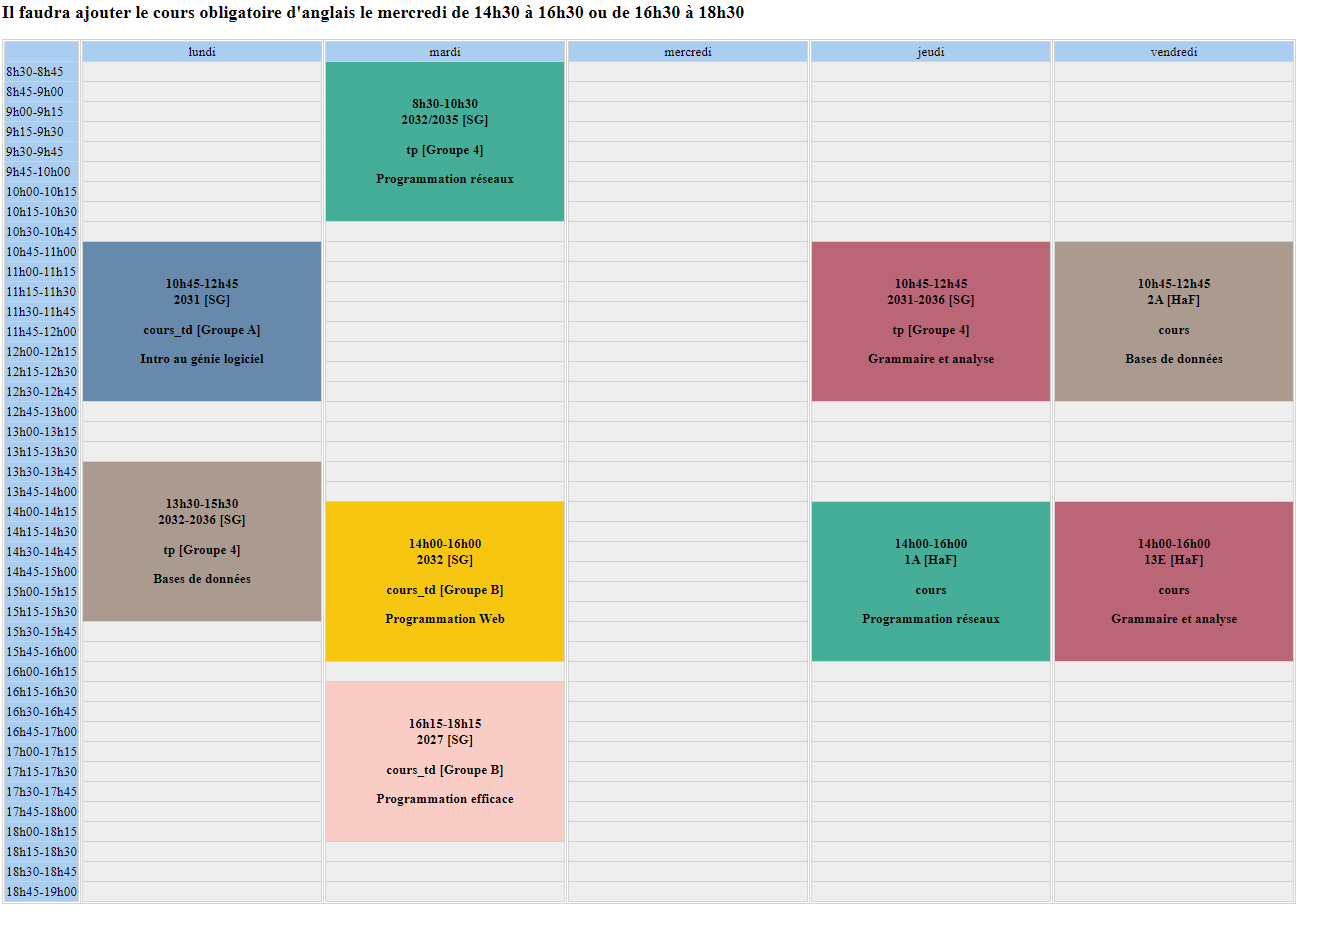 Il faudra ajouter le cours obligatoire d'anglais le mercredi de 14h30 à 16h30 ou de 16h30 à 18h30
lundi mardi mercredi jeudi vendredi
8h30-8h45
8h45-9h00
9h00-9h15
9h15-9h30
9h30-9h45
9h45-10h00
10h00-10h15
10h15-10h30
10h30-10h45
10h45-11h00
11h00-11h15
11h15-11h30
11h30-11h45
11h45-12h00
12h00-12h15
12h15-12h30
12h30-12h45
12h45-13h00
13h00-13h15
13h15-13h30
13h30-13h45
13h45-14h00
14h00-14h15
14h15-14h30
14h30-14h45
14h45-15h00
15h00-15h15
15h15-15h30
15h30-15h45
15h45-16h00
16h00-16h15
16h15-16h30
16h30-16h45
16h45-17h00
17h00-17h15
17h15-17h30
17h30-17h45
17h45-18h00
18h00-18h15
18h15-18h30
18h30-18h45
18h45-19h00
10h45-12h45
2031 [SG]
cours_td [Groupe A]
Intro au génie logiciel
13h30-15h30
2032-2036 [SG]
tp [Groupe 4]
Bases de données
8h30-10h30
2032/2035 [SG]
tp [Groupe 4]
Programmation réseaux
14h00-16h00
2032 [SG]
cours_td [Groupe B]
Programmation Web
16h15-18h15
2027 [SG]
cours_td [Groupe B]
Programmation efficace
10h45-12h45
2031-2036 [SG]
tp [Groupe 4]
Grammaire et analyse
14h00-16h00
1A [HaF]
cours
Programmation réseaux
10h45-12h45
2A [HaF]
cours
Bases de données
14h00-16h00
13E [HaF]
cours
Grammaire et analyse